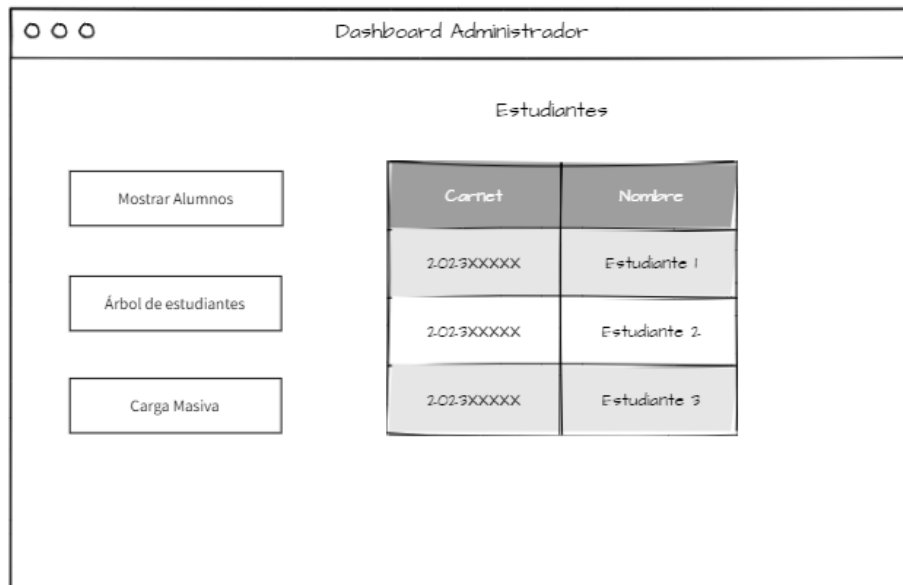 Dashboard Administrador
Estudiantes
Mostrar Alumnos
Árbol de estudiantes
Carga Masiva
Carnet Nombre
2023XXXXX Estudiante 1
2023XXXXX Estudiante 2
2023XXXXX Estudiante 3